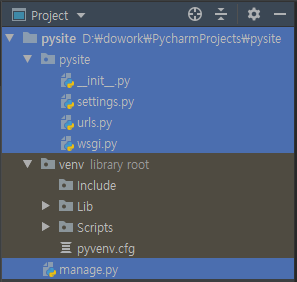 Project
pysite D:₩dowork₩PycharmProjects₩pysite
pysite
__init__.py
settings.py
urls.py
wsgi.py
venv library root
Include
Lib
Scripts
pyvenv.cfg
manage.py